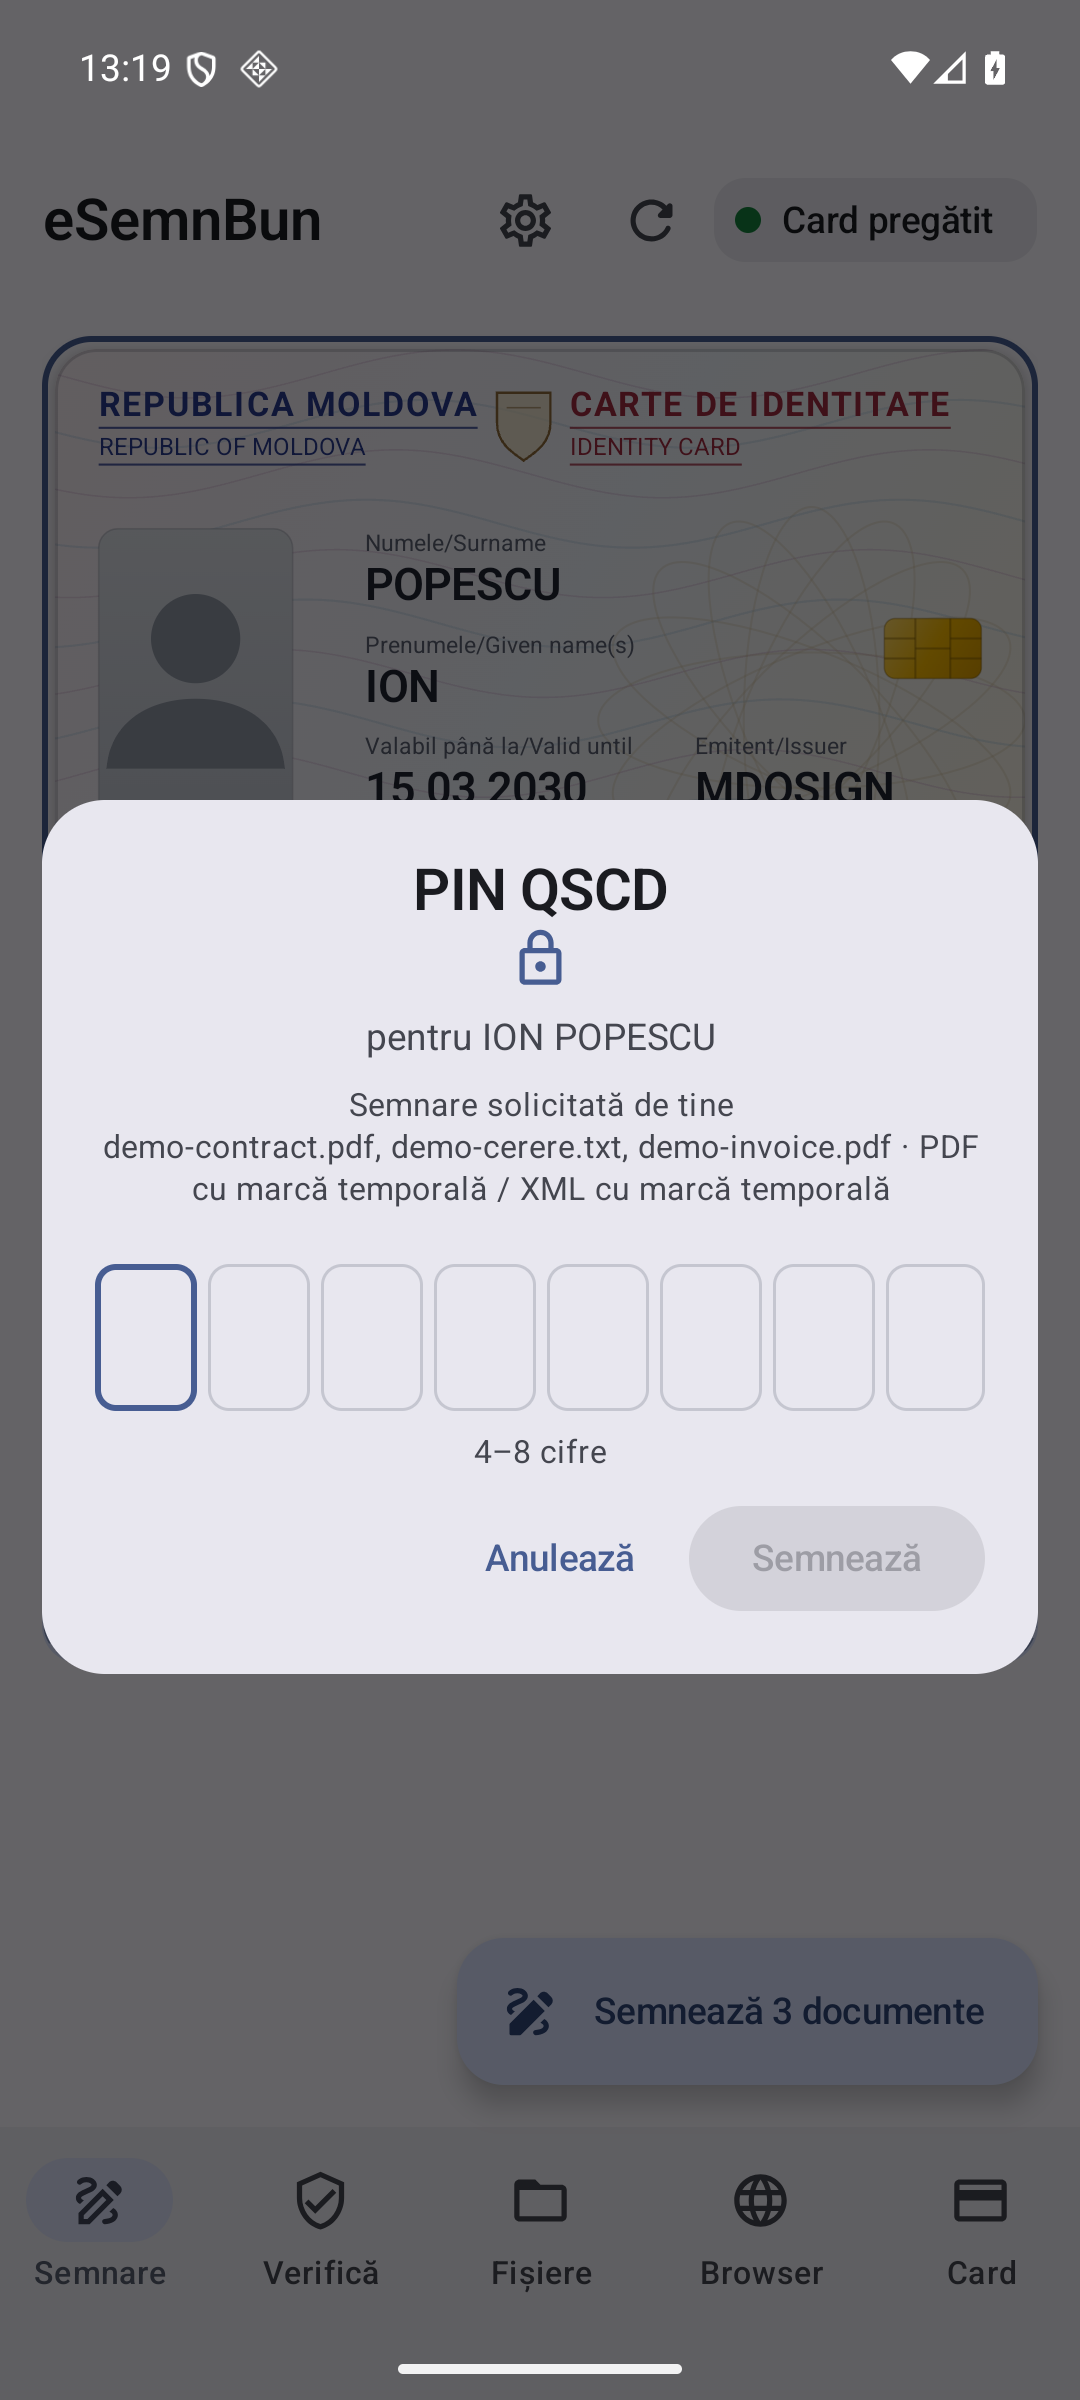 13:19
eSemnBun
Card pregătit
REPUBLICA MOLDOVA
REPUBLIC OF MOLDOVA
CARTE DE IDENTITATE
IDENTITY CARD
Numele/Surname
POPESCU
Prenumele/Given name(s)
ION
Valabil până la/Valid until
15 03 2030
Emitent/Issuer
MDOSIGN
PIN QSCD
pentru ION POPESCU
Semnare solicitată de tine
demo-contract.pdf, demo-cerere.txt, demo-invoice.pdf · PDF
cu marcă temporală / XML cu marcă temporală
4–8 cifre
Anulează
Semnează
Semnează 3 documente
Semnare
Verifică
Fișiere
Browser
Card